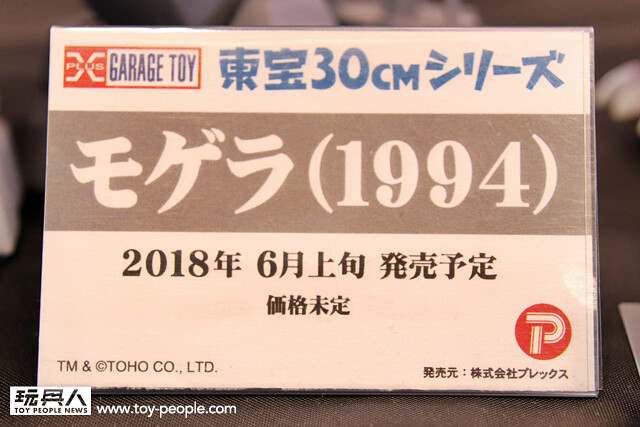 X PLUS GARAGE TOY 東宝30CMシリーズ
モゲラ(1994)
2018年 6月上旬 発売予定
価格未定
TM & ©TOHO CO., LTD.
発売元：株式会社プレックス
P
玩具人
TOY PEOPLE NEWS
www.toy-people.com